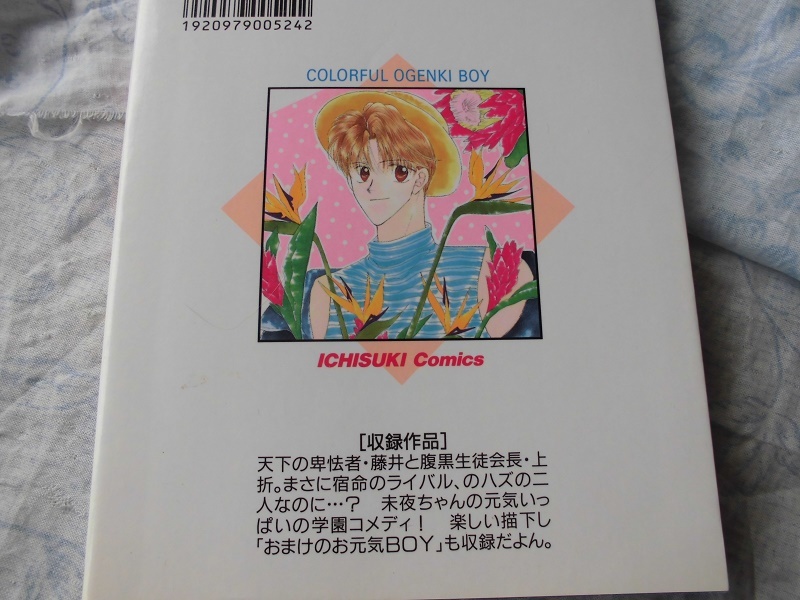 1920979005242
COLORFUL OGENKI BOY
ICHISUKI Comics
［収録作品］
天下の卑怯者・藤井と腹黒生徒会長・上
折。まさに宿命のライバル、のハズの二
人なのに…？　未夜ちゃんの元気いっ
ぱいの学園コメディ！　楽しい描下し
「おまけのお元気BOY」も収録だよん。